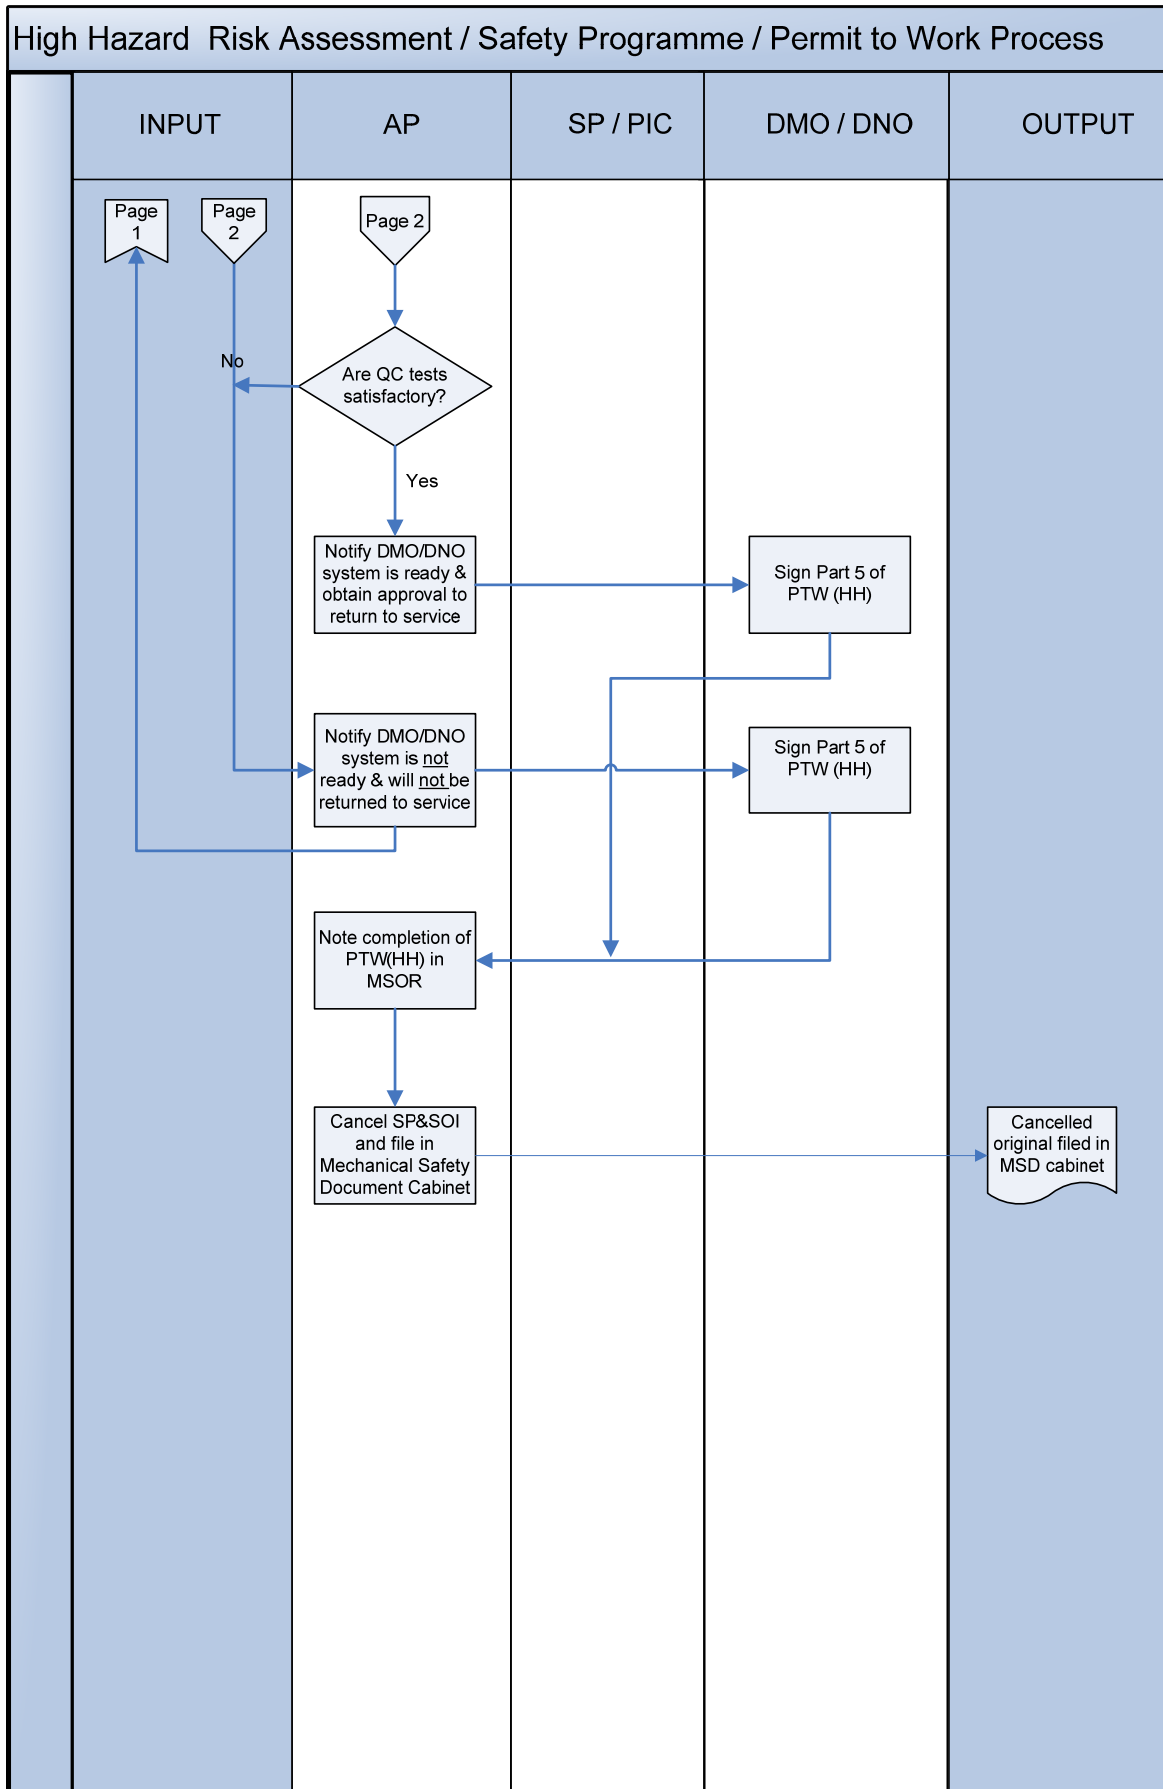 High Hazard  Risk Assessment / Safety Programme / Permit to Work Process
INPUT
AP
SP / PIC
DMO / DNO
OUTPUT
Page
1
Page
2
Page 2
No
Are QC tests
satisfactory?
Yes
Notify DMO/DNO
system is ready &
obtain approval to
return to service
Sign Part 5 of
PTW (HH)
Notify DMO/DNO
system is not
ready & will not be
returned to service
Sign Part 5 of
PTW (HH)
Note completion of
PTW(HH) in
MSOR
Cancel SP&SOI
and file in
Mechanical Safety
Document Cabinet
Cancelled
original filed in
MSD cabinet